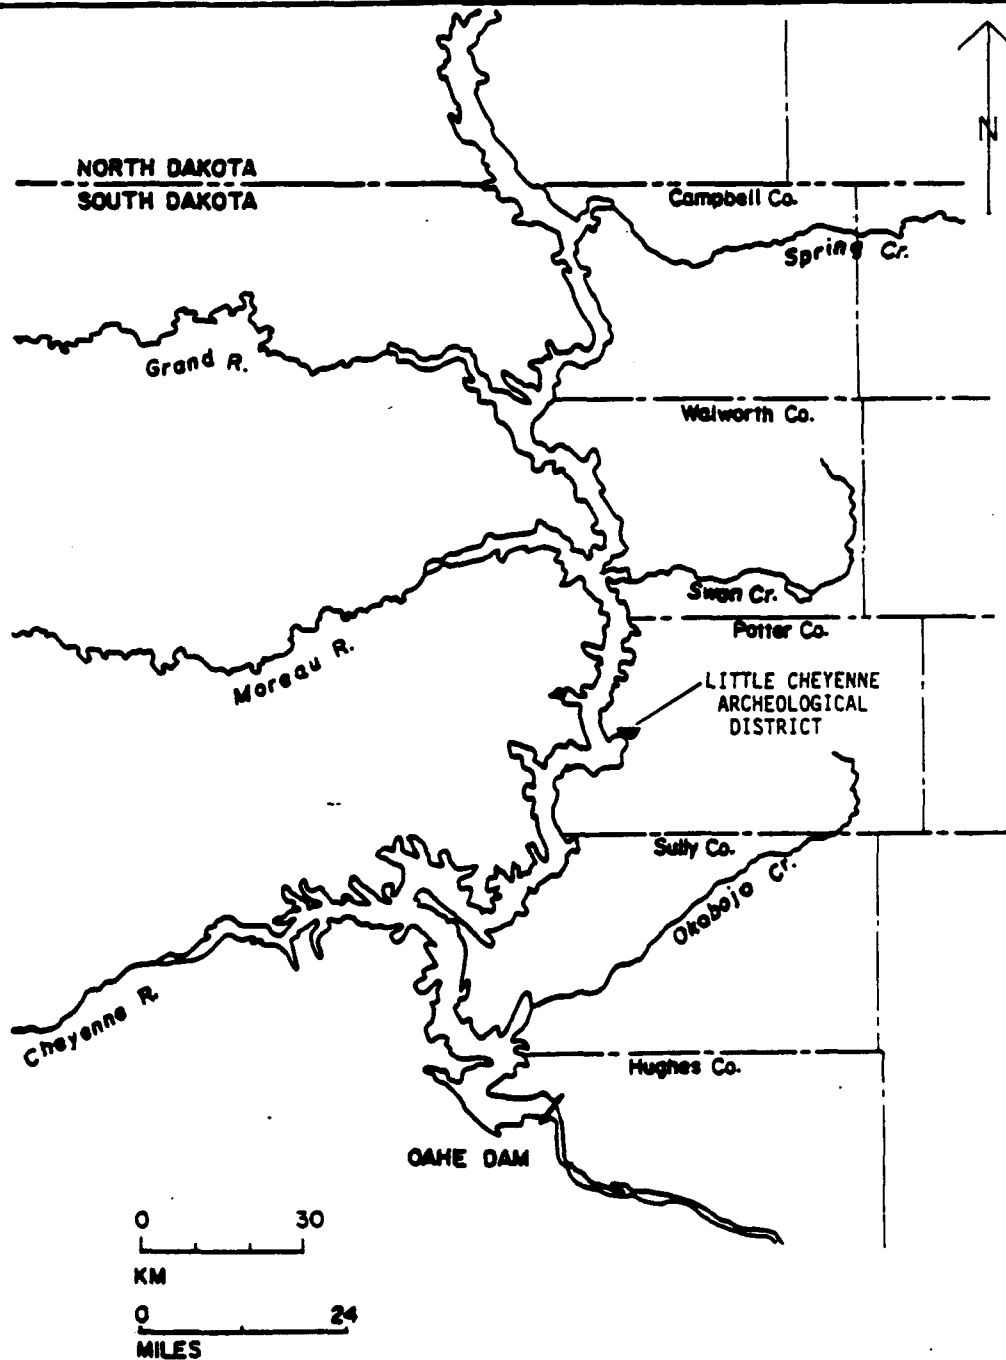 N
NORTH DAKOTA
SOUTH DAKOTA
Campbell Co.
Spring Cr.
Grand R.
Walworth Co.
Swan Cr.
Potter Co.
Moreau R.
LITTLE CHEYENNE
ARCHEOLOGICAL
DISTRICT
Sully Co.
Okobojo Cr.
Cheyenne R.
Hughes Co.
OAHE DAM
0 30
KM
0 24
MILES